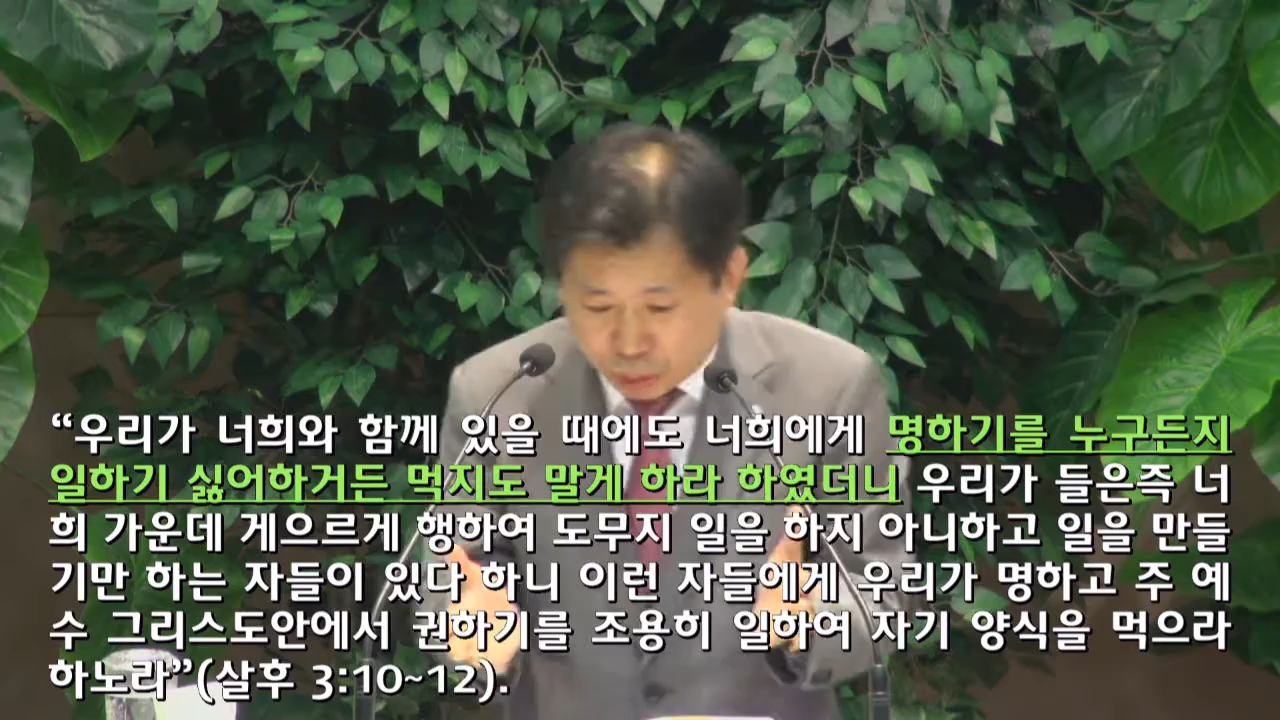 “우리가 너희와 함께 있을 때에도 너희에게 명하기를 누구든지
일하기 싫어하거든 먹지도 말게 하라 하였더니 우리가 들은즉 너
희 가운데 게으르게 행하여 도무지 일을 하지 아니하고 일을 만들
기만 하는 자들이 있다 하니 이런 자들에게 우리가 명하고 주 예
수 그리스도안에서 권하기를 조용히 일하여 자기 양식을 먹으라
하노라”(살후 3:10~12).